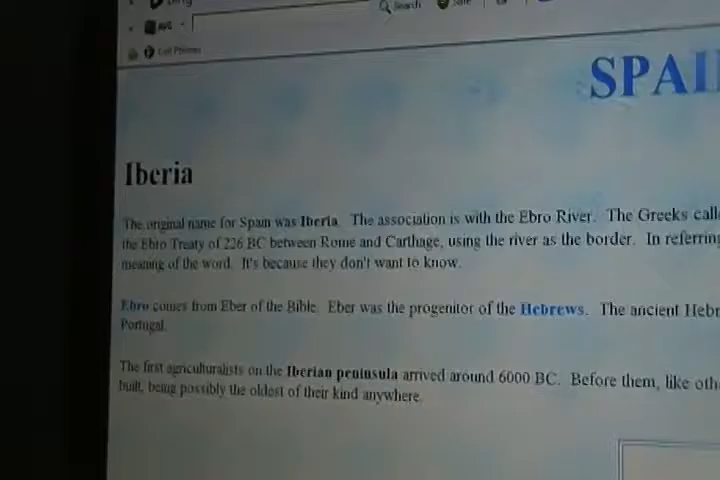 Search
AVG
Cell Phones
SPAI
Iberia
The original name for Spain was Iberia. The association is with the Ebro River. The Greeks call
the Ebro Treaty of 226 BC between Rome and Carthage, using the river as the border. In referring
meaning of the word. It's because they don't want to know.
Ebro comes from Eber of the Bible. Eber was the progenitor of the Hebrews. The ancient Hebr
Portugal.
The first agriculturalists on the Iberian peninsula arrived around 6000 BC. Before them, like oth
built, being possibly the oldest of their kind anywhere.